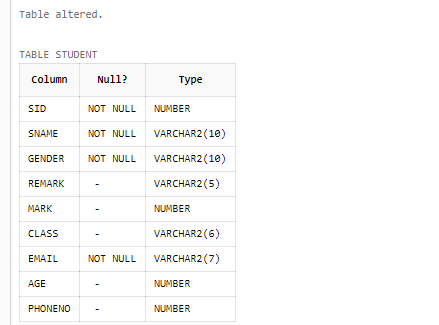 Table altered.
TABLE STUDENT
Column Null? Type
SID NOT NULL NUMBER
SNAME NOT NULL VARCHAR2(10)
GENDER NOT NULL VARCHAR2(10)
REMARK - VARCHAR2(5)
MARK - NUMBER
CLASS - VARCHAR2(6)
EMAIL NOT NULL VARCHAR2(7)
AGE - NUMBER
PHONENO - NUMBER